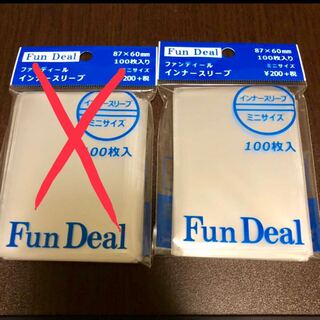 Fun Deal
87×60mm
100枚入り
ファンディール
ミニサイズ
インナースリーブ
¥200+税
インナースリーブ
ミニサイズ
100枚入
Fun Deal
Fun Deal
87×60mm
100枚入り
ファンディール
ミニサイズ
インナースリーブ
¥200+税
インナースリーブ
ミニサイズ
100枚入
Fun Deal